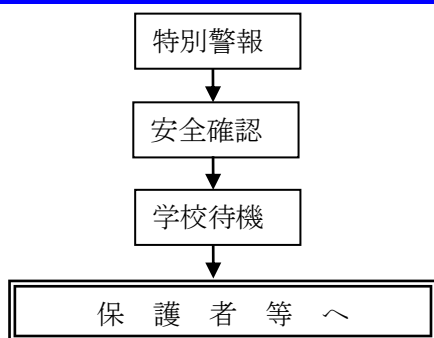 特別警報
安全確認
学校待機
保 護 者 等 へ